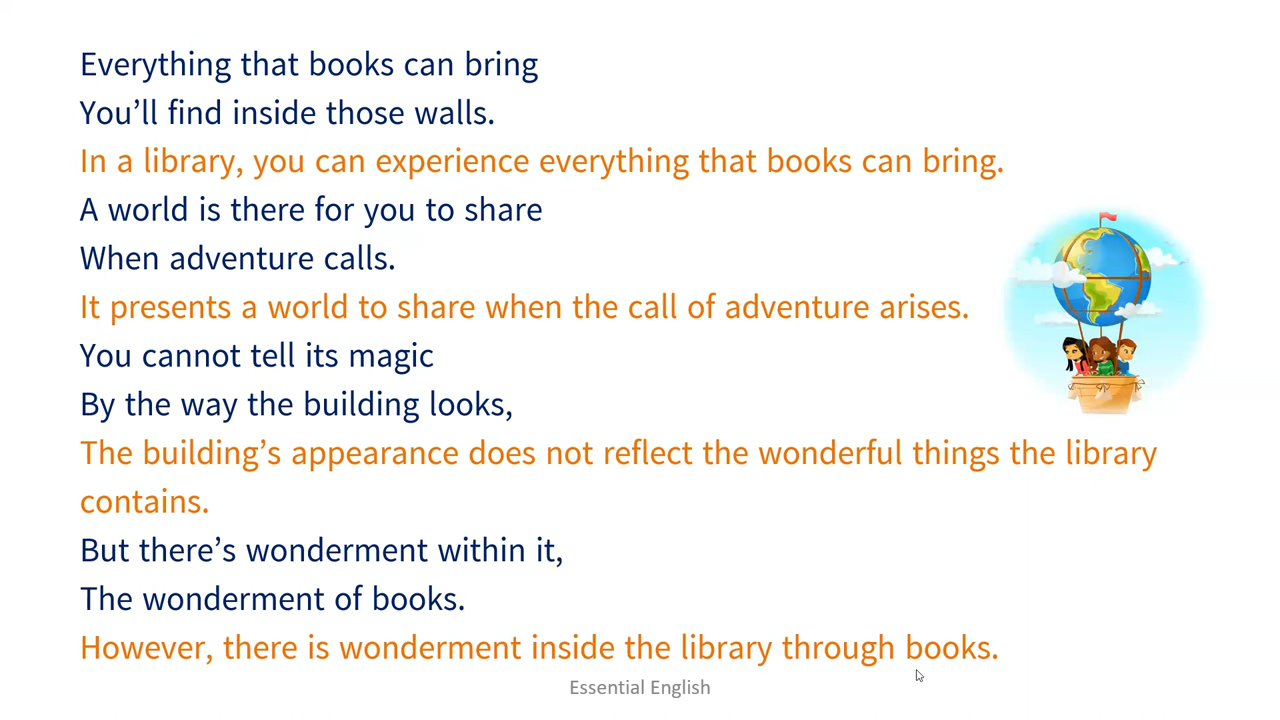 Everything that books can bring
You’ll find inside those walls.
In a library, you can experience everything that books can bring.
A world is there for you to share
When adventure calls.
It presents a world to share when the call of adventure arises.
You cannot tell its magic
By the way the building looks,
The building’s appearance does not reflect the wonderful things the library
contains.
But there’s wonderment within it,
The wonderment of books.
However, there is wonderment inside the library through books.
Essential English